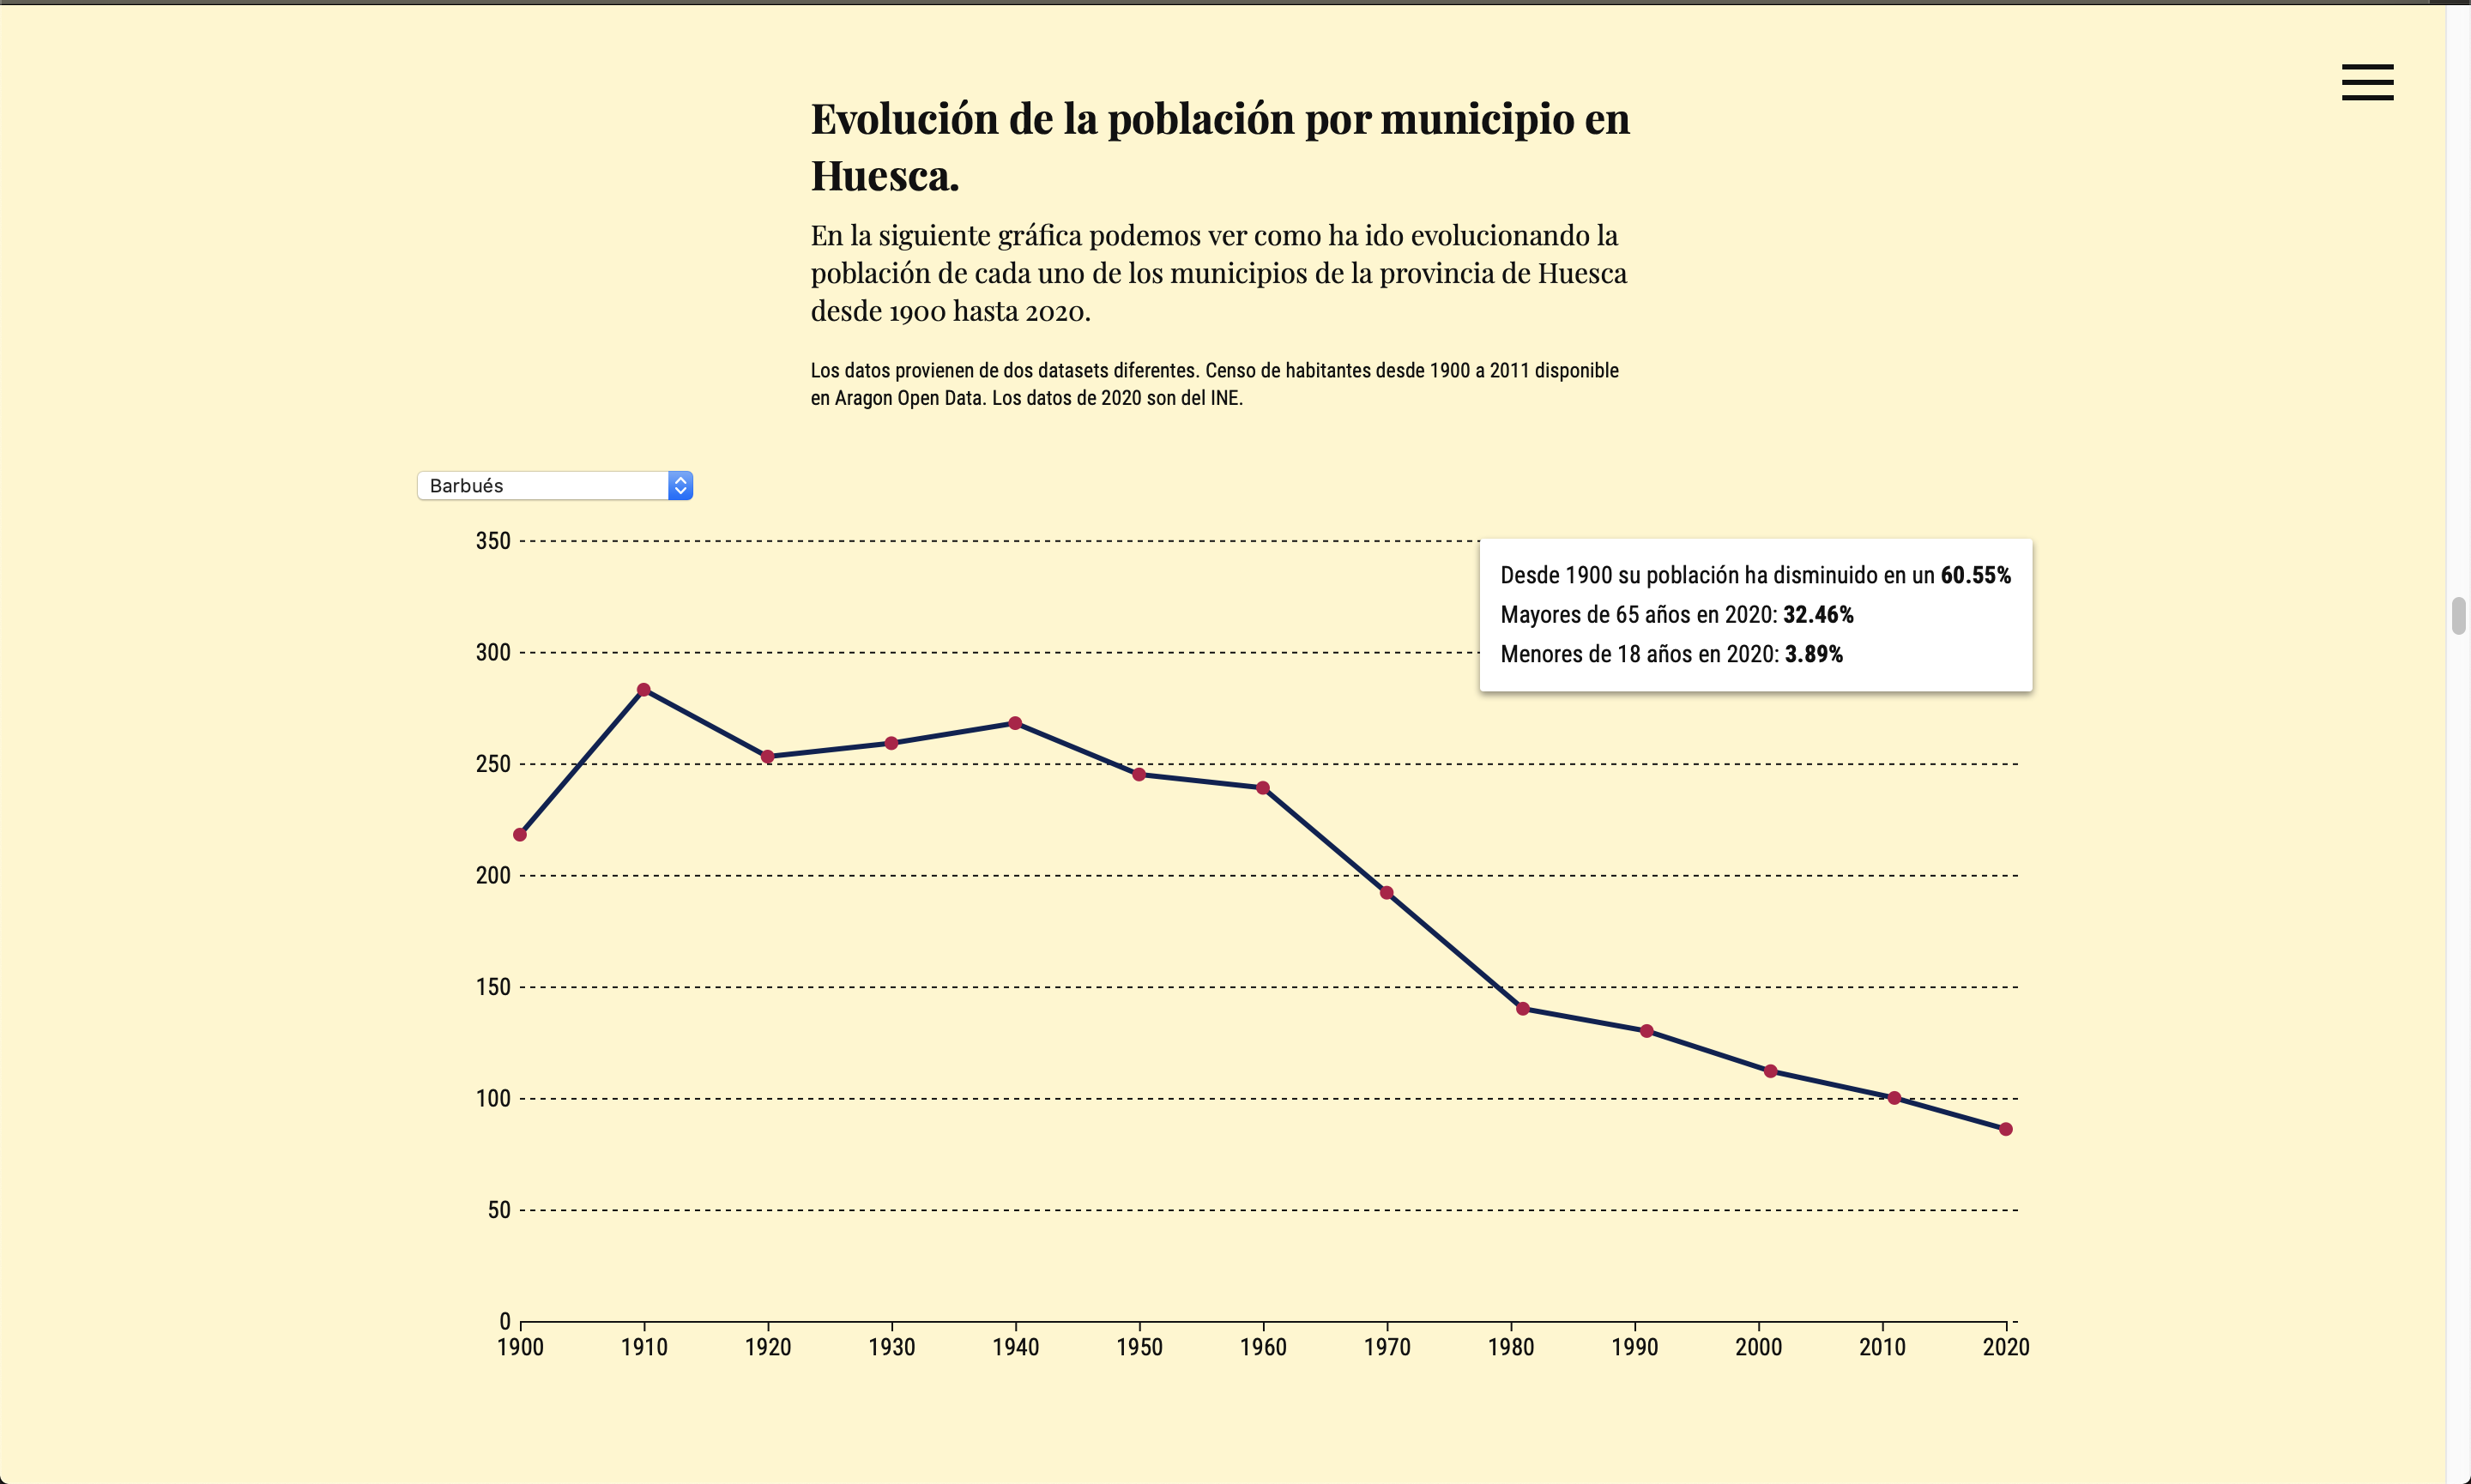 Evolución de la población por municipio en
Huesca.
En la siguiente gráfica podemos ver como ha ido evolucionando la
población de cada uno de los municipios de la provincia de Huesca
desde 1900 hasta 2020.
Los datos provienen de dos datasets diferentes. Censo de habitantes desde 1900 a 2011 disponible
en Aragon Open Data. Los datos de 2020 son del INE.
Barbués
Desde 1900 su población ha disminuido en un 60.55%
Mayores de 65 años en 2020: 32.46%
Menores de 18 años en 2020: 3.89%
350
300
250
200
150
100
50
0
1900 1910 1920 1930 1940 1950 1960 1970 1980 1990 2000 2010 2020